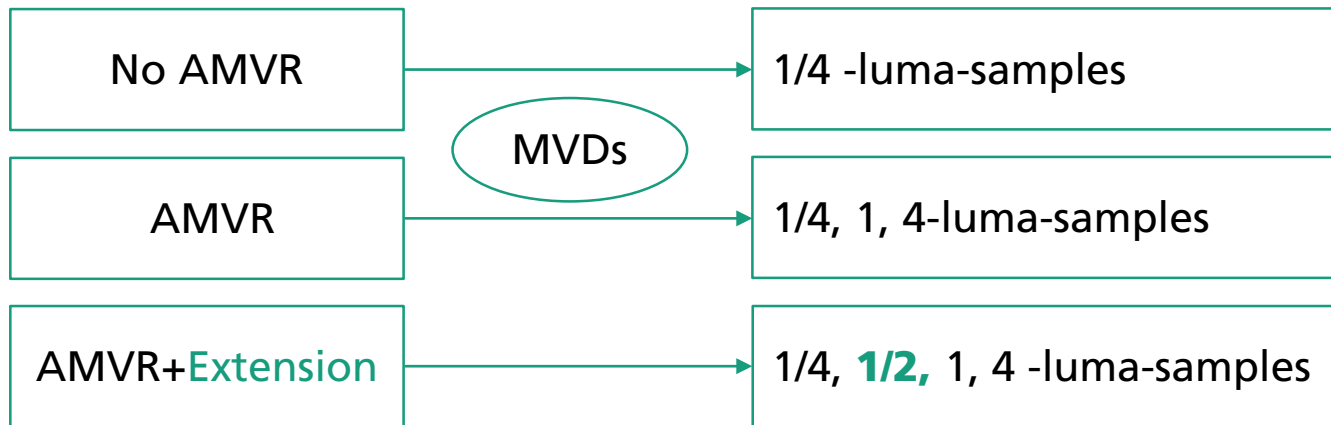 No AMVR
1/4 -luma-samples
MVDs
AMVR
1/4, 1, 4-luma-samples
AMVR+Extension
1/4, 1/2, 1, 4 -luma-samples